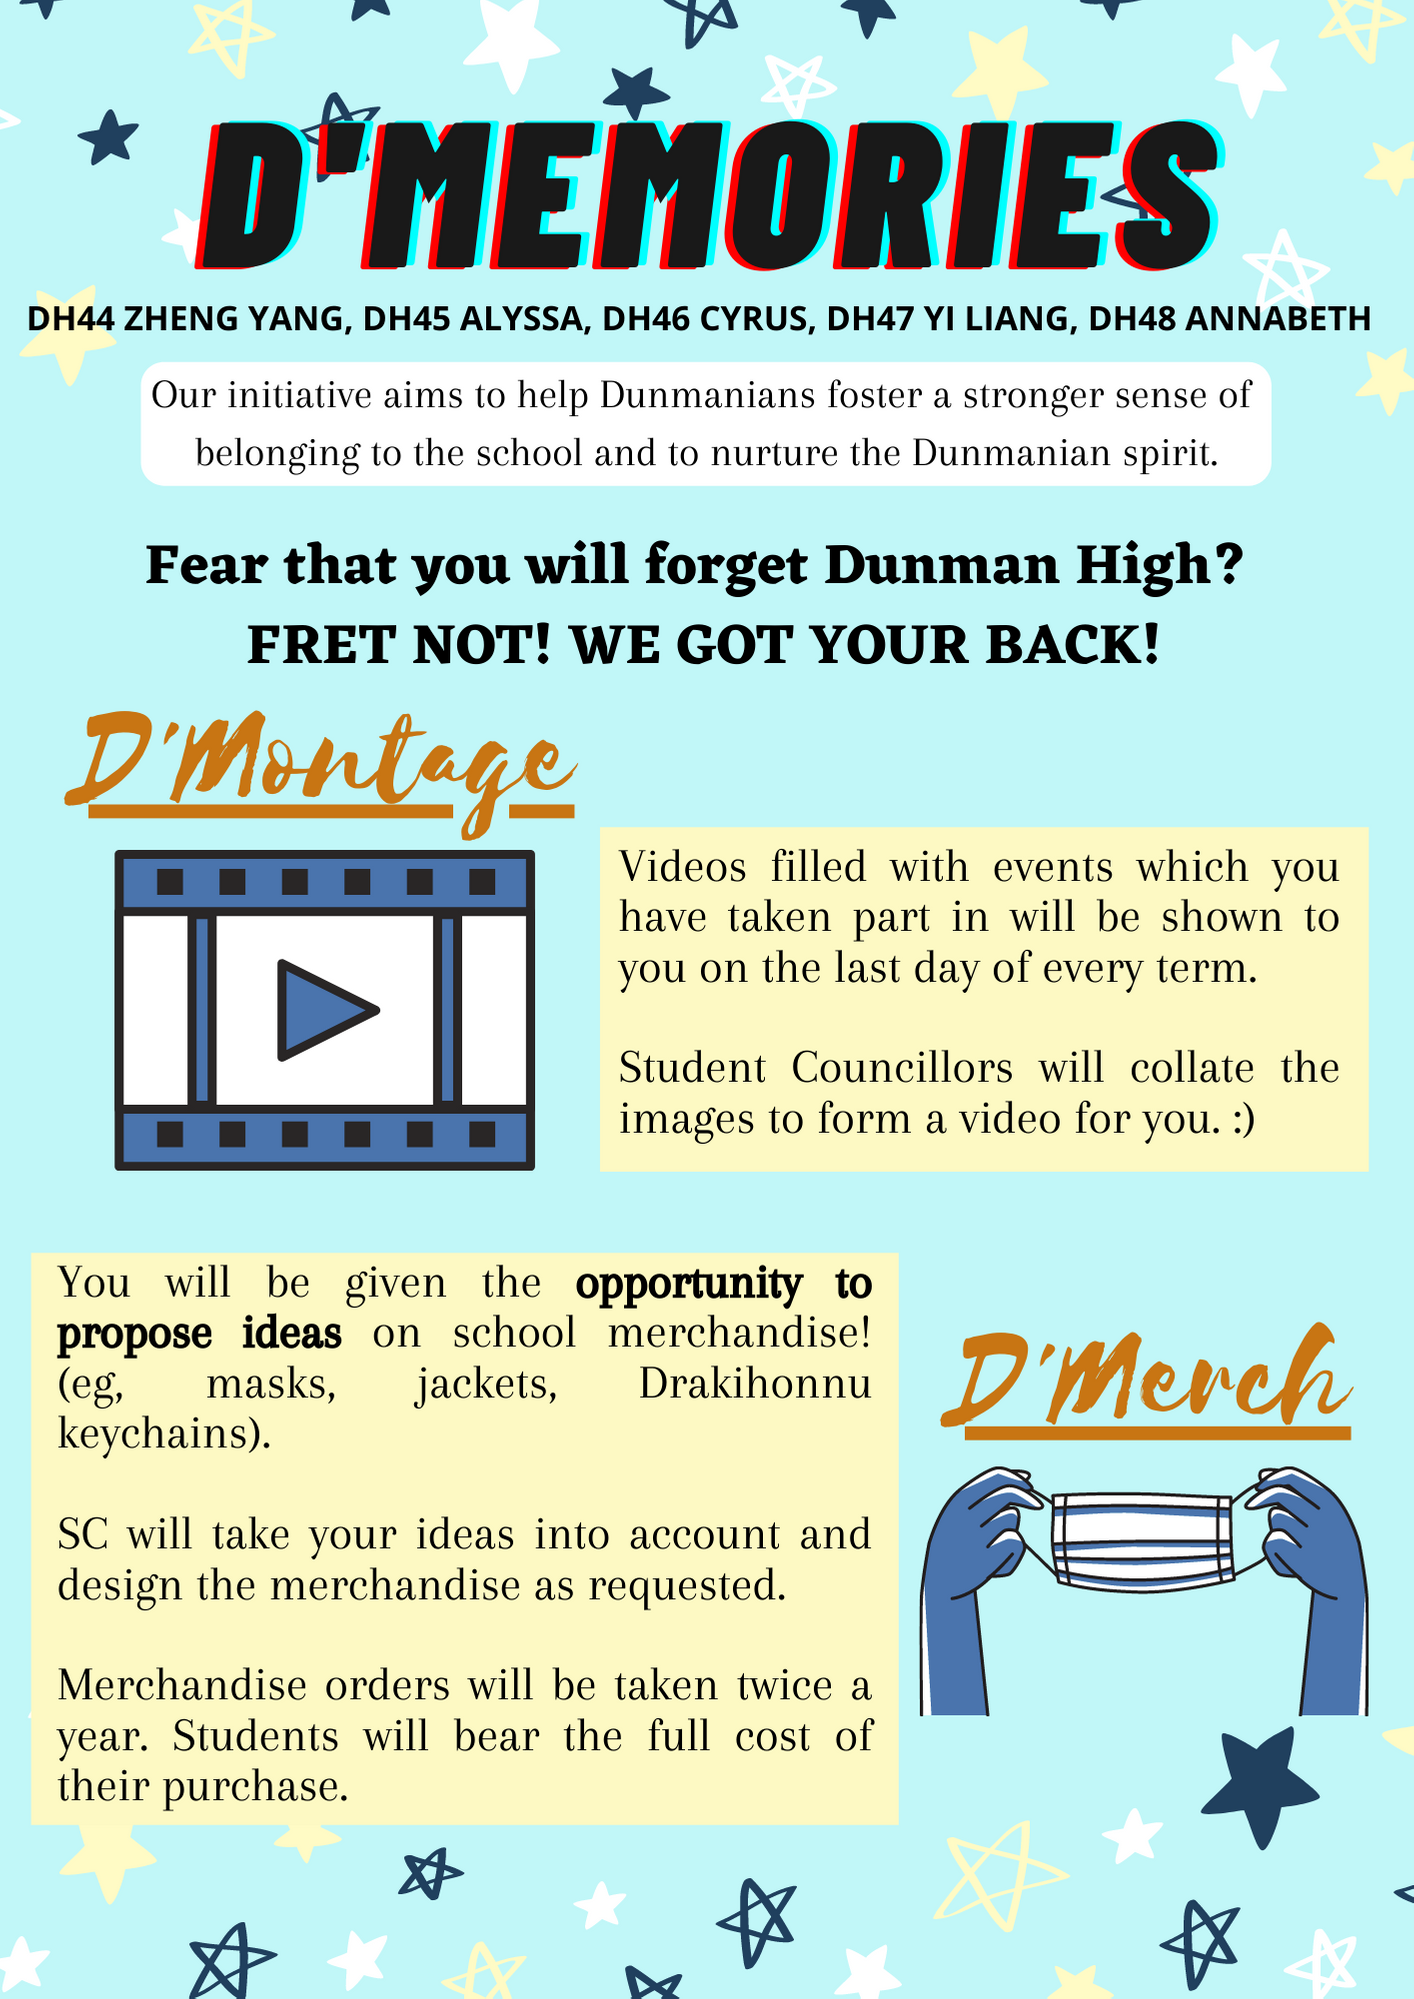 D'MEMORIES
DH44 ZHENG YANG, DH45 ALYSSA, DH46 CYRUS, DH47 YI LIANG, DH48 ANNABETH
Our initiative aims to help Dunmanians foster a stronger sense of
belonging to the school and to nurture the Dunmanian spirit.
Fear that you will forget Dunman High?
FRET NOT! WE GOT YOUR BACK!
D'Montage
Videos filled with events which you
have taken part in will be shown to
you on the last day of every term.
Student Councillors will collate the
images to form a video for you. :)
You will be given the opportunity to
propose ideas on school merchandise!
(eg, masks, jackets, Drakihonnu
keychains).
SC will take your ideas into account and
design the merchandise as requested.
Merchandise orders will be taken twice a
year. Students will bear the full cost of
their purchase.
D'Merch